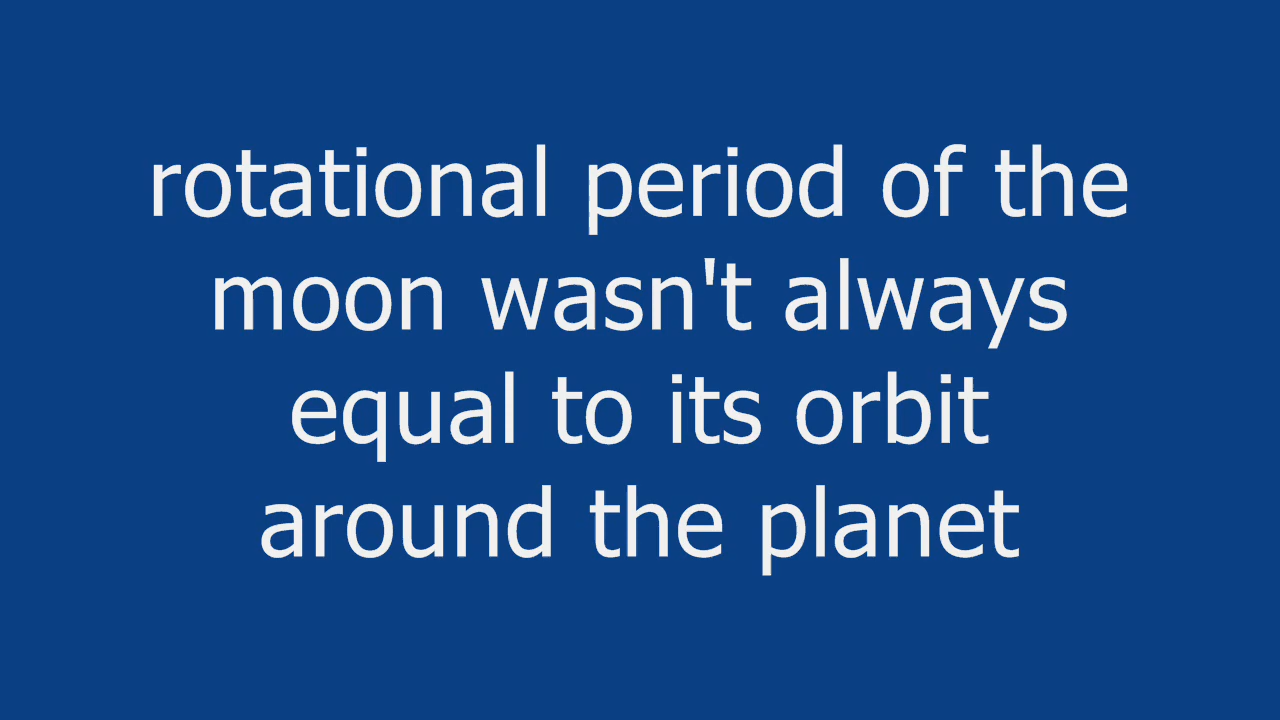 rotational period of the
moon wasn't always
equal to its orbit
around the planet